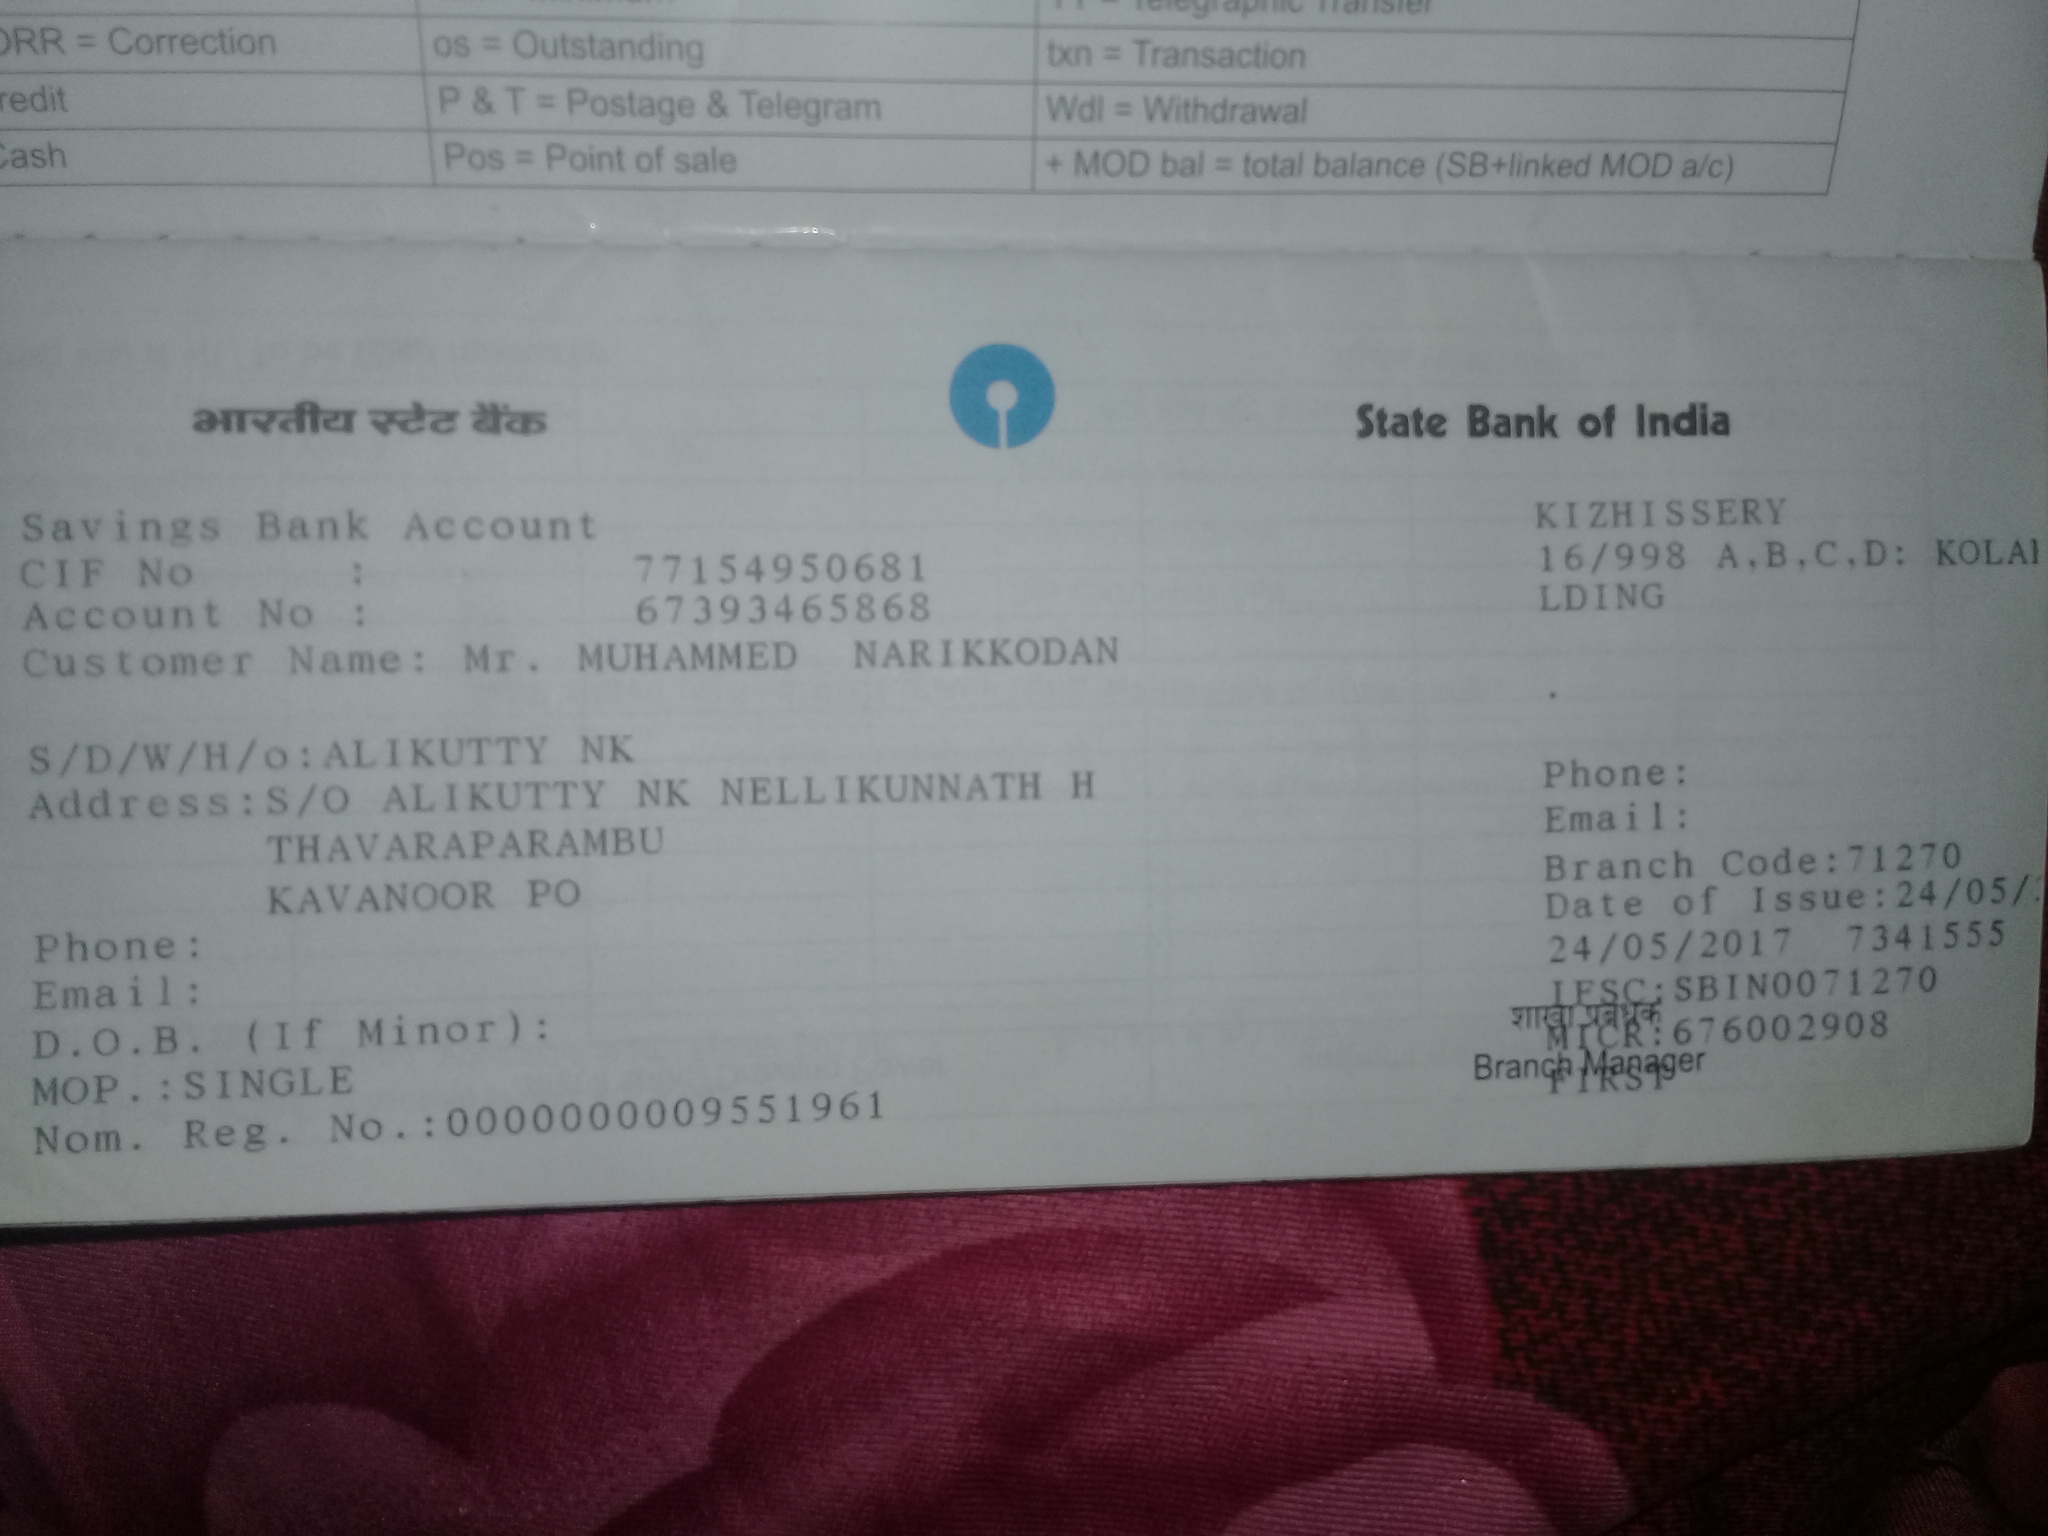 ORR = Correction os = Outstanding txn = Transaction
redit P & T = Postage & Telegram Wdl = Withdrawal
Cash Pos = Point of sale + MOD bal = total balance (SB+linked MOD a/c)
भारतीय स्टेट बैंक State Bank of India
Savings Bank Account KIZHISSERY
CIF No : 77154950681 16/998 A,B,C,D: KOLAI
Account No : 67393465868 LDING
Customer Name: Mr. MUHAMMED NARIKKODAN
S/D/W/H/o:ALIKUTTY NK Phone:
Address:S/O ALIKUTTY NK NELLIKUNNATH H Email:
THAVARAPARAMBU Branch Code:71270
KAVANOOR PO Date of Issue:24/05/
Phone: 24/05/2017 7341555
Email: IFSC:SBIN0071270
शाखा प्रबंधक
D.O.B. (If Minor): MICR:676002908
MOP.:SINGLE FIRST
Branch Manager
Nom. Reg. No.:0000000009551961